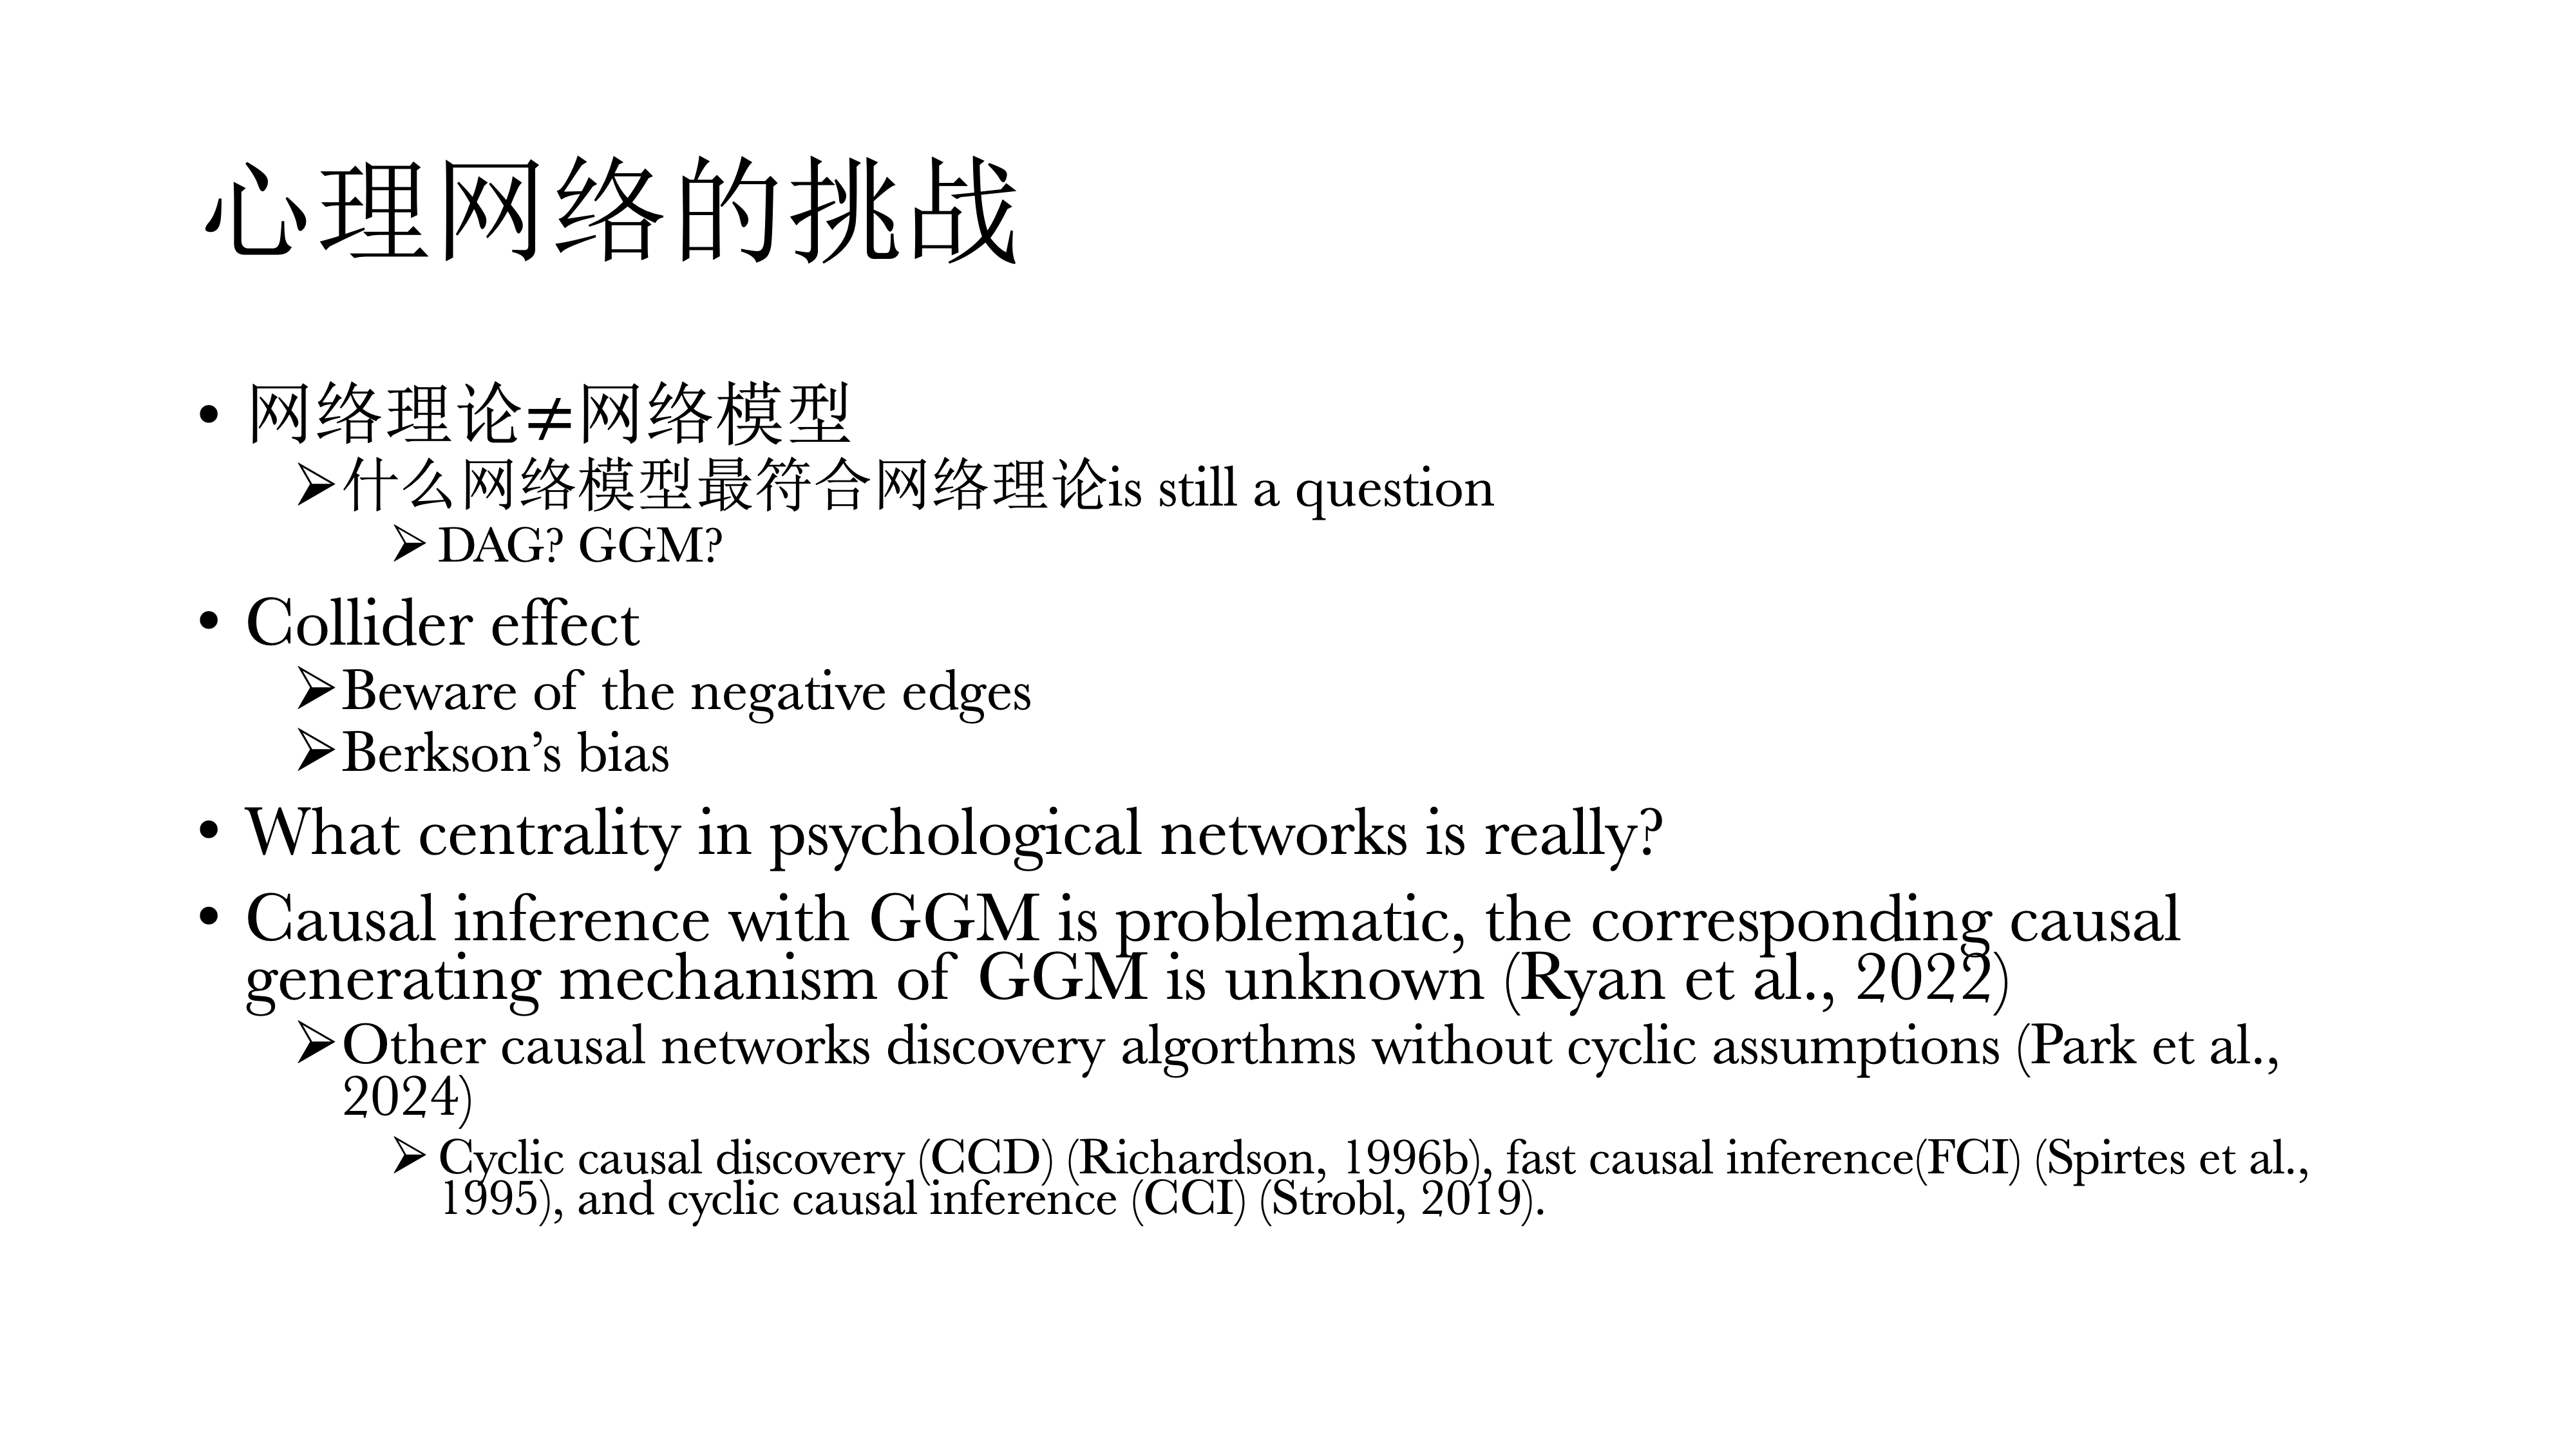 心理网络的挑战
• 网络理论≠网络模型
➢什么网络模型最符合网络理论is still a question
➢ DAG? GGM?
• Collider effect
➢Beware of the negative edges
➢Berkson’s bias
• What centrality in psychological networks is really?
• Causal inference with GGM is problematic, the corresponding causal
generating mechanism of GGM is unknown (Ryan et al., 2022)
➢Other causal networks discovery algorthms without cyclic assumptions (Park et al.,
2024)
➢ Cyclic causal discovery (CCD) (Richardson, 1996b), fast causal inference(FCI) (Spirtes et al.,
1995), and cyclic causal inference (CCI) (Strobl, 2019).